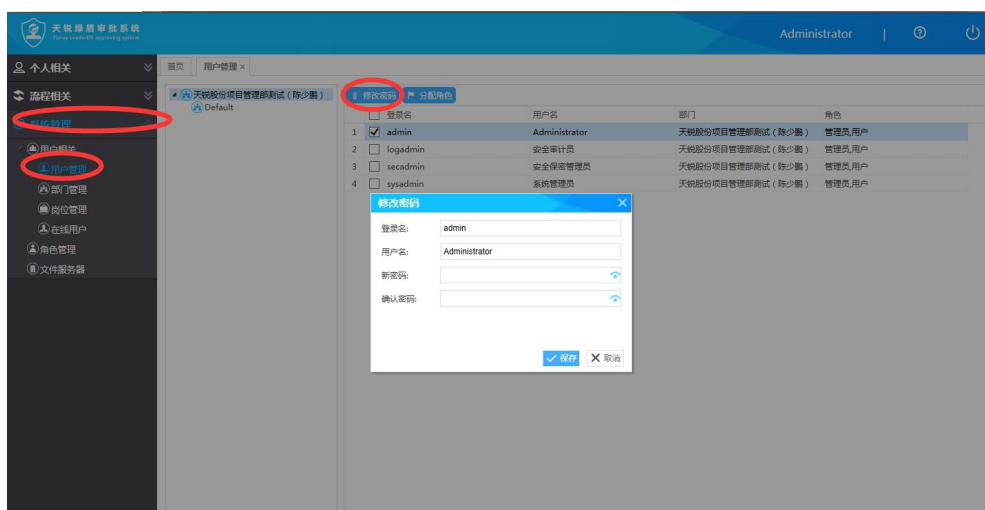 天锐绿盾审批系统
Tipray LeaderES approving system
Administrator | ?
个人相关
流程相关
系统管理
用户相关
用户管理
部门管理
岗位管理
在线用户
角色管理
文件服务器
首页 用户管理 ×
天锐股份项目管理部测试(陈少鹏)
Default
修改密码 分配角色
登录名 用户名 部门 角色
1 admin Administrator 天锐股份项目管理部测试(陈少鹏) 管理员,用户
2 logadmin 安全审计员 天锐股份项目管理部测试(陈少鹏) 管理员,用户
3 secadmin 安全保密管理员 天锐股份项目管理部测试(陈少鹏) 管理员,用户
4 sysadmin 系统管理员 天锐股份项目管理部测试(陈少鹏) 管理员,用户
修改密码
登录名: admin
用户名: Administrator
新密码:
确认密码:
保存 取消